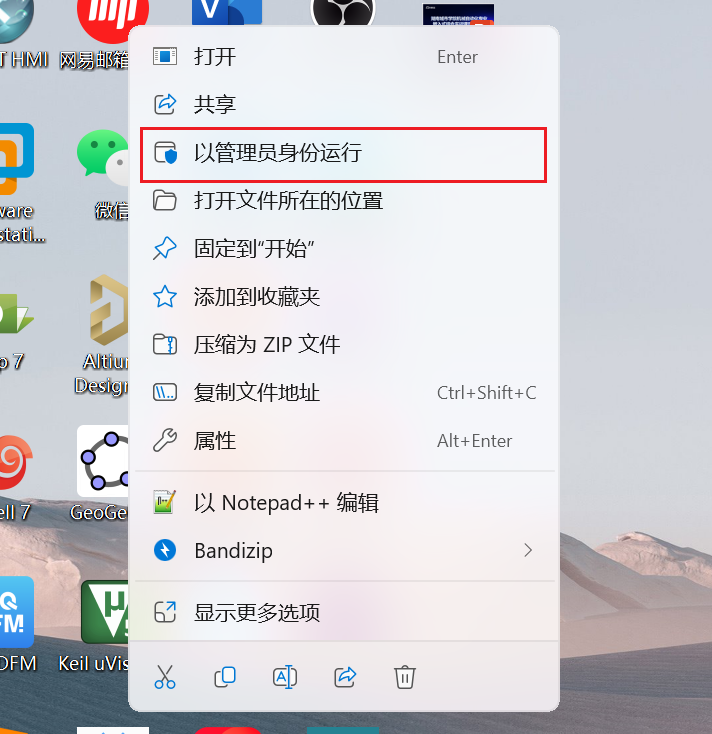 打开 Enter
共享
以管理员身份运行
打开文件所在的位置
固定到“开始”
添加到收藏夹
压缩为 ZIP 文件
复制文件地址 Ctrl+Shift+C
属性 Alt+Enter
以 Notepad++ 编辑
Bandizip
显示更多选项
T HMI
网易邮箱
ware
stati...
微信
p 7
Altiu
Design
ell 7
GeoGe
DFM
Keil uVis